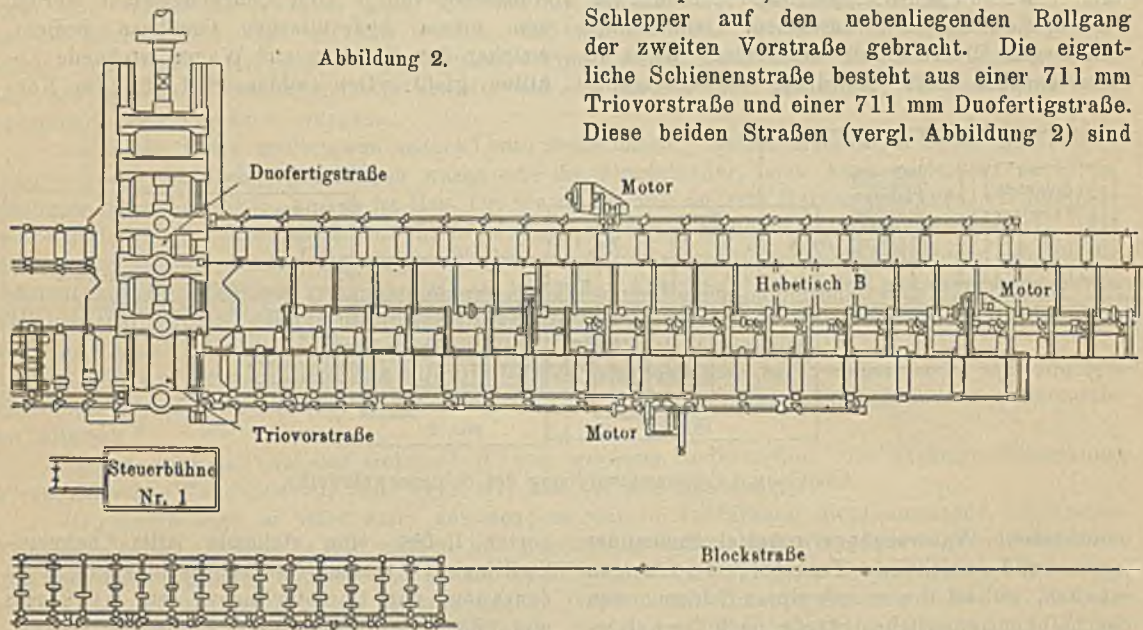 Schlepper auf den nebenliegenden Rollgang
der zweiten Vorstraße gebracht. Die eigent-
liche Schienenstraße besteht aus einer 711 mm
Triovorstraße und einer 711 mm Duofertigstraße.
Diese beiden Straßen (vergl. Abbildung 2) sind
Abbildung 2.
Duofertigstraße
Motor
Hebetisch B
Motor
Triovorstraße
Motor
Steuerbühne
Nr. 1
Blockstraße